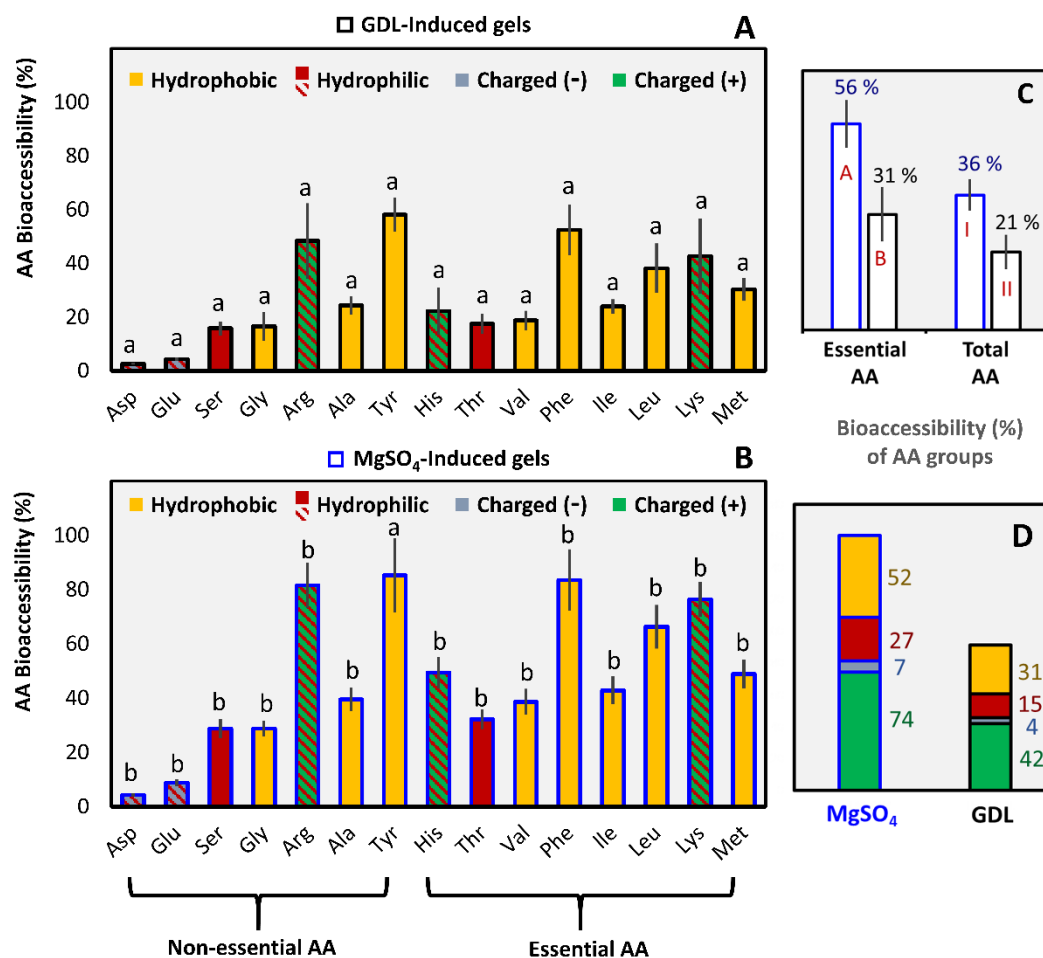 GDL-Induced gels
A
Hydrophobic Hydrophilic Charged (-) Charged (+)
AA Bioaccessibility (%)
100
80
60
40
20
0
a a a a a a a a a a a a a a a
Asp Glu Ser Gly Arg Ala Tyr His Thr Val Phe Ile Leu Lys Met
MgSO₄-Induced gels
B
Hydrophobic Hydrophilic Charged (-) Charged (+)
AA Bioaccessibility (%)
100
80
60
40
20
0
b b b b b b a b b b b b b b b
Asp Glu Ser Gly Arg Ala Tyr His Thr Val Phe Ile Leu Lys Met
Non-essential AA
Essential AA
C
56 %
31 %
36 %
21 %
A
B
I
II
Essential
AA
Total
AA
Bioaccessibility (%)
of AA groups
D
52
27
7
74
31
15
4
42
MgSO₄
GDL